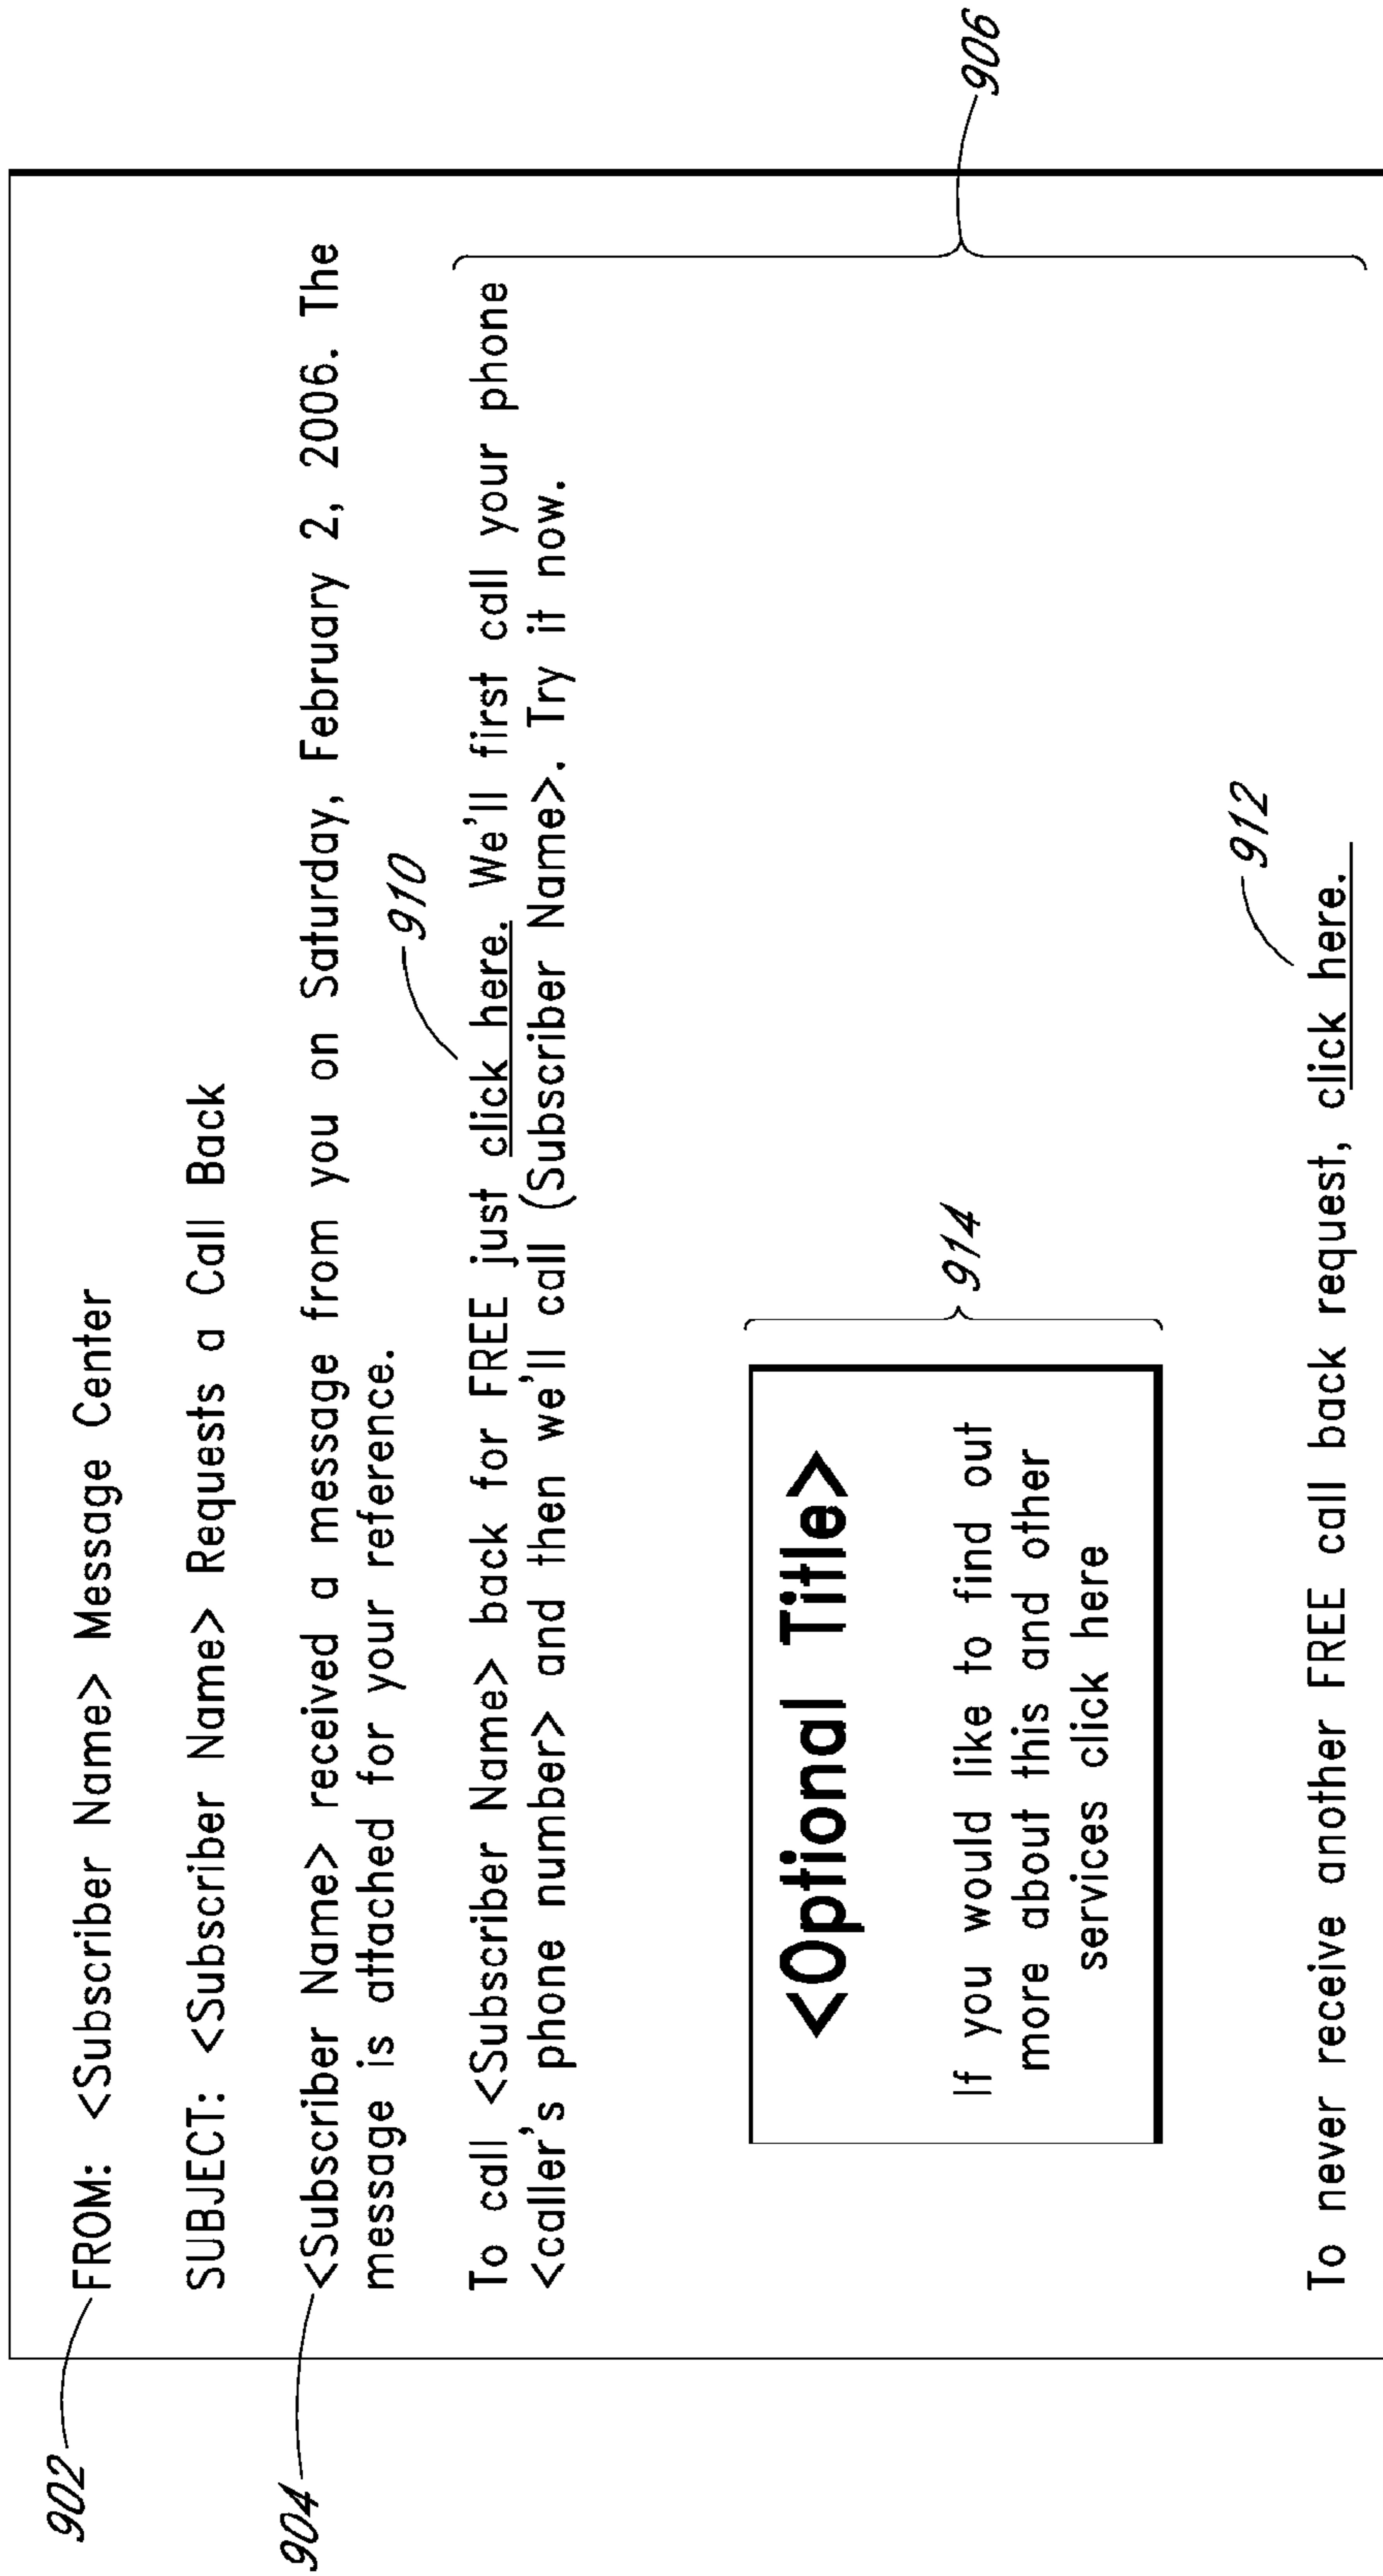 902
FROM: <Subscriber Name> Message Center
SUBJECT: <Subscriber Name> Requests a Call Back
904
<Subscriber Name> received a message from you on Saturday, February 2, 2006. The
message is attached for your reference.
910
To call <Subscriber Name> back for FREE just click here. We'll first call your phone
<caller's phone number> and then we'll call (Subscriber Name>. Try it now.
906
<Optional Title>
If you would like to find out
more about this and other
services click here
914
912
To never receive another FREE call back request, click here.